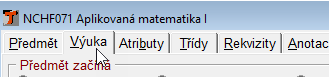 NCHF071 Aplikovaná matematika I
Předmět Výuka Atributy Třídy Rekvizity Anotac
Předmět začíná